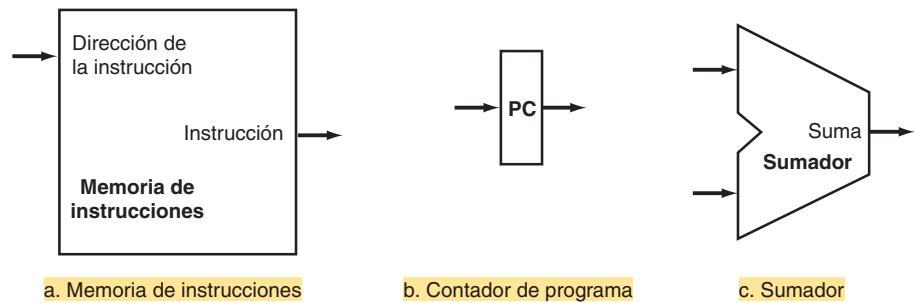 Dirección de
la instrucción
Instrucción
Memoria de
instrucciones
PC
Suma
Sumador
a. Memoria de instrucciones
b. Contador de programa
c. Sumador